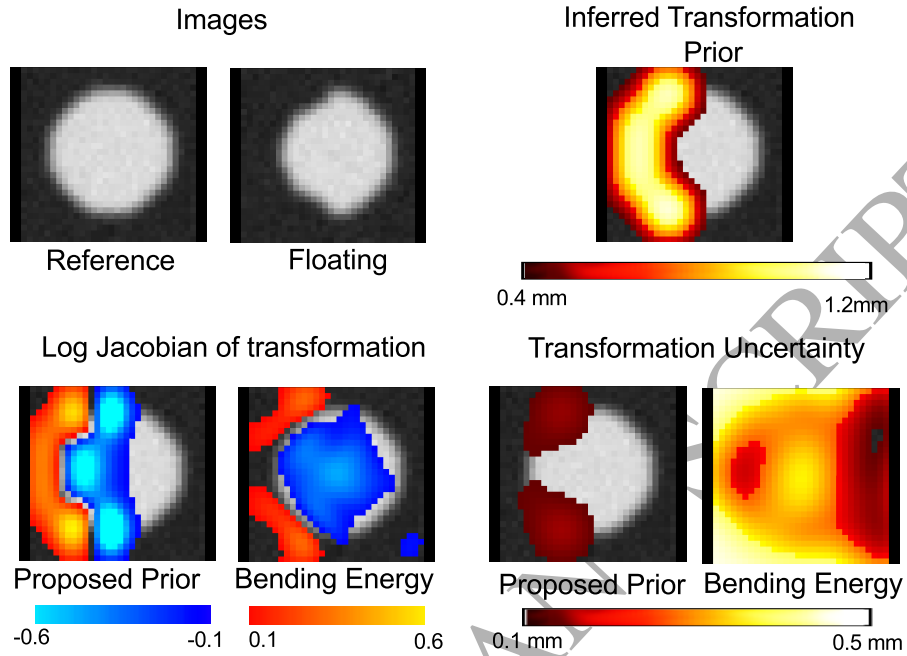 Images
Inferred Transformation
Prior
Reference
Floating
0.4 mm
1.2mm
Log Jacobian of transformation
Transformation Uncertainty
Proposed Prior
Bending Energy
Proposed Prior
Bending Energy
-0.6
-0.1
0.1
0.6
0.1 mm
0.5 mm